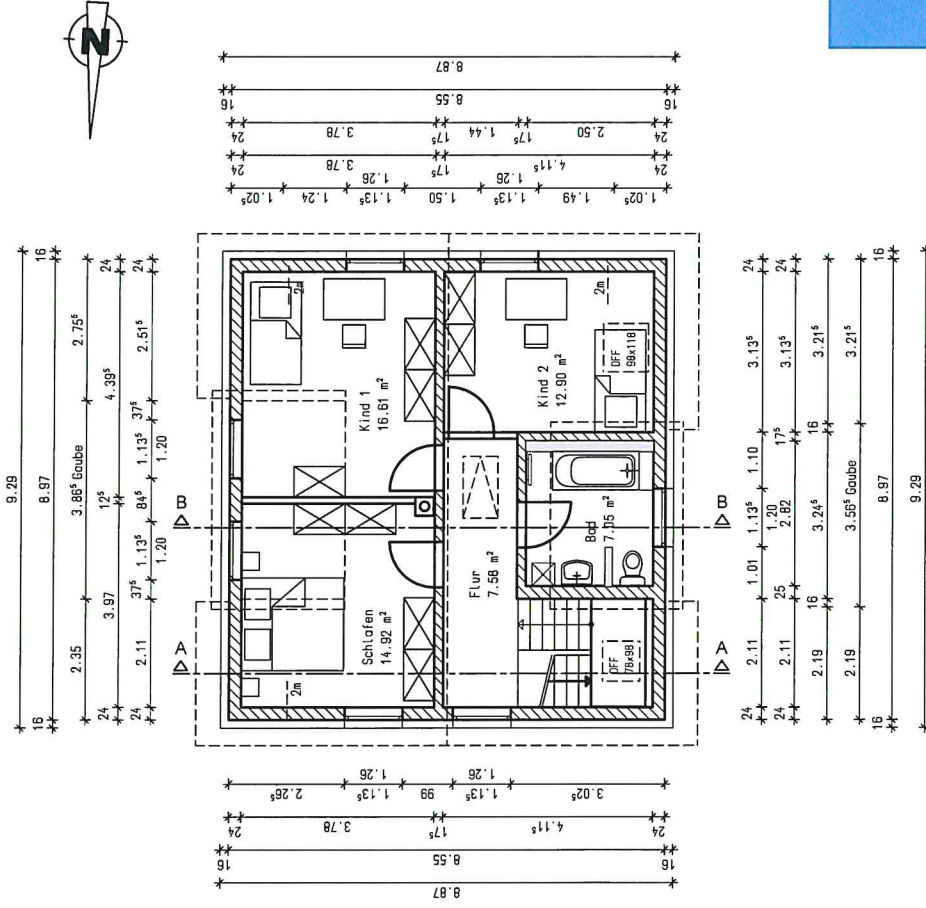 N
8.87
16 8.55 16
24 3.78 17⁵ 1.44 17⁵ 2.50 24
24 3.78 17⁵ 4.11⁵ 24
1.26 1.26
1.02⁵ 1.24 1.13⁵ 1.50 1.13⁵ 1.49 1.02⁵
9.29
16 8.97 16
2.75⁵ 3.86⁵ Gaube 2.35
24 4.39⁵ 12⁵ 3.97 24
24 2.51⁵ 37⁵ 1.13⁵ 84⁵ 1.13⁵ 37⁵ 2.11 24
1.20 1.20
2m
2m
Kind 1
16.61 m²
Kind 2
12.90 m²
DFF
98x118
B
B
Bad
7.05 m²
Flur
7.58 m²
Schlafen
14.92 m²
A
A
DFF
78x98
2m
24 3.13⁵ 1.10 1.13⁵ 1.01 2.11 24
1.20
24 3.13⁵ 17⁵ 2.82 25 2.11 24
3.21⁵ 16 3.24⁵ 16 2.19
3.21⁵ 3.56⁵ Gaube 2.19
16 8.97 16
9.29
1.26 1.26
2.26⁵ 1.13⁵ 99 1.13⁵ 3.02⁵
24 3.78 17⁵ 4.11⁵ 24
16 8.55 16
8.87